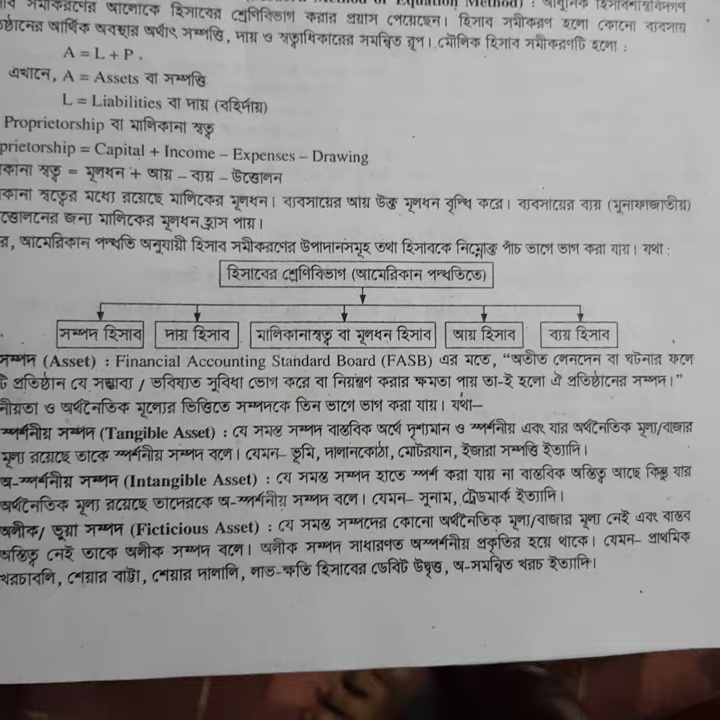 সমীকরণের আলোকে হিসাবের শ্রেণিবিভাগ করার প্রয়াস পেয়েছেন। হিসাব সমীকরণ হলো কোনো ব্যবসায়
আর্থিক অবস্থার অর্থাৎ সম্পত্তি, দায় ও স্বত্বাধিকারের সমন্বিত রূপ। মৌলিক হিসাব সমীকরণটি হলো :
A = L + P.
এখানে, A = Assets বা সম্পত্তি
L = Liabilities বা দায় (বহির্দায়)
Proprietorship বা মালিকানা স্বত্ব
prietorship = Capital + Income – Expenses – Drawing
কানা স্বত্ব = মূলধন + আয় – ব্যয় – উত্তোলন
কানা স্বত্বের মধ্যে রয়েছে মালিকের মূলধন। ব্যবসায়ের আয় উক্ত মূলধন বৃদ্ধি করে। ব্যবসায়ের ব্যয় (মুনাফাজাতীয়)
ত্তোলনের জন্য মালিকের মূলধন হ্রাস পায়।
র, আমেরিকান পদ্ধতি অনুযায়ী হিসাব সমীকরণের উপাদানসমূহ তথা হিসাবকে নিম্নোক্ত পাঁচ ভাগে ভাগ করা যায়। যথা :
হিসাবের শ্রেণিবিভাগ (আমেরিকান পদ্ধতিতে)
সম্পদ হিসাব দায় হিসাব মালিকানাস্বত্ব বা মূলধন হিসাব আয় হিসাব ব্যয় হিসাব
সম্পদ (Asset) : Financial Accounting Standard Board (FASB) এর মতে, “অতীত লেনদেন বা ঘটনার ফলে
টি প্রতিষ্ঠান যে সম্ভাব্য / ভবিষ্যত সুবিধা ভোগ করে বা নিয়ন্ত্রণ করার ক্ষমতা পায় তা-ই হলো ঐ প্রতিষ্ঠানের সম্পদ।”
নীয়তা ও অর্থনৈতিক মূল্যের ভিত্তিতে সম্পদকে তিন ভাগে ভাগ করা যায়। যথা–
স্পর্শনীয় সম্পদ (Tangible Asset) : যে সমস্ত সম্পদ বাস্তবিক অর্থে দৃশ্যমান ও স্পর্শনীয় এবং যার অর্থনৈতিক মূল্য/বাজার
মূল্য রয়েছে তাকে স্পর্শনীয় সম্পদ বলে। যেমন– ভূমি, দালানকোঠা, মোটরযান, ইজারা সম্পত্তি ইত্যাদি।
অ-স্পর্শনীয় সম্পদ (Intangible Asset) : যে সমস্ত সম্পদ হাতে স্পর্শ করা যায় না বাস্তবিক অস্তিত্ব আছে কিন্তু যার
অর্থনৈতিক মূল্য রয়েছে তাদেরকে অ-স্পর্শনীয় সম্পদ বলে। যেমন– সুনাম, ট্রেডমার্ক ইত্যাদি।
অলীক/ ভুয়া সম্পদ (Ficticious Asset) : যে সমস্ত সম্পদের কোনো অর্থনৈতিক মূল্য/বাজার মূল্য নেই এবং বাস্তব
অস্তিত্ব নেই তাকে অলীক সম্পদ বলে। অলীক সম্পদ সাধারণত অস্পর্শনীয় প্রকৃতির হয়ে থাকে। যেমন– প্রাথমিক
খরচাবলি, শেয়ার বাট্টা, শেয়ার দালালি, লাভ-ক্ষতি হিসাবের ডেবিট উদ্বৃত্ত, অ-সমন্বিত খরচ ইত্যাদি।